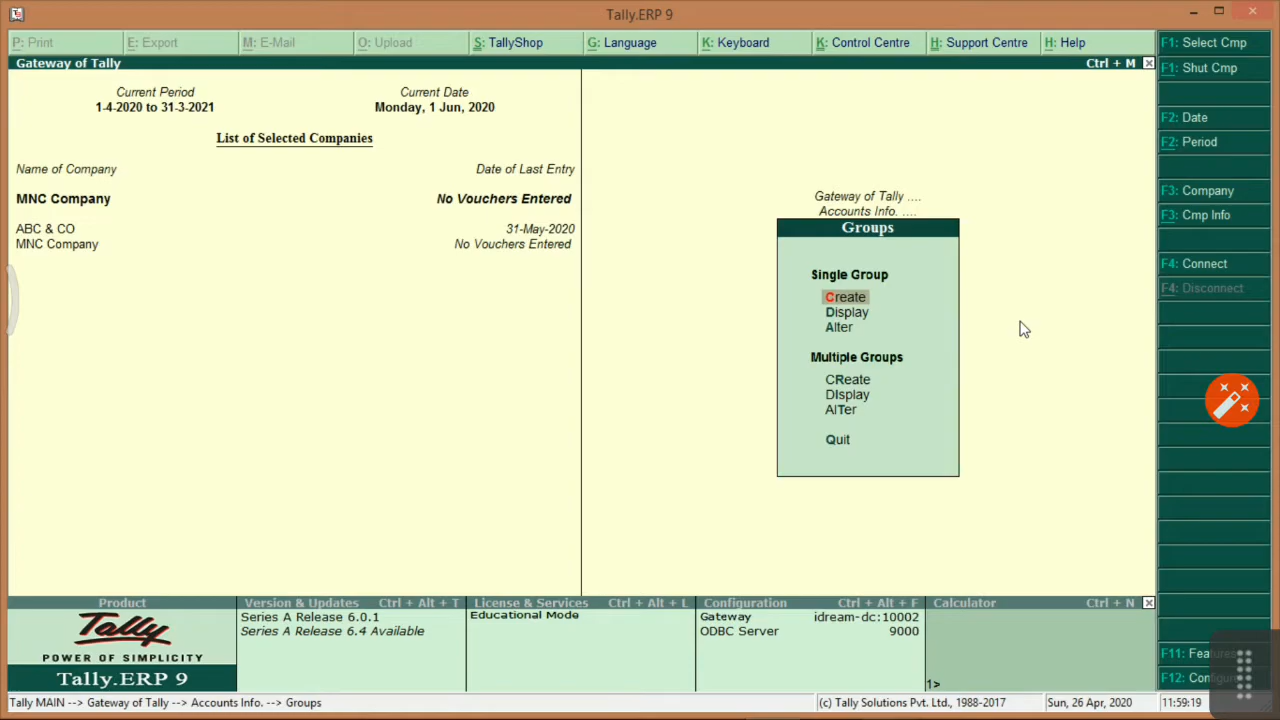 Tally.ERP 9
P: Print E: Export M: E-Mail O: Upload S: TallyShop G: Language K: Keyboard K: Control Centre H: Support Centre H: Help
Gateway of Tally Ctrl + M
Current Period Current Date
1-4-2020 to 31-3-2021 Monday, 1 Jun, 2020
List of Selected Companies
Name of Company Date of Last Entry
MNC Company No Vouchers Entered
ABC & CO 31-May-2020
MNC Company No Vouchers Entered
Gateway of Tally ....
Accounts Info. ....
Groups
Single Group
Create
Display
Alter
Multiple Groups
CReate
DIsplay
AlTer
Quit
F1: Select Cmp
F1: Shut Cmp
F2: Date
F2: Period
F3: Company
F3: Cmp Info
F4: Connect
F4: Disconnect
F11: Features
F12: Configure
Product
Tally
POWER OF SIMPLICITY
Tally.ERP 9
Version & Updates Ctrl + Alt + T
Series A Release 6.0.1
Series A Release 6.4 Available
License & Services Ctrl + Alt + L
Educational Mode
Configuration Ctrl + Alt + F
Gateway idream-dc:10002
ODBC Server 9000
Calculator Ctrl + N
1>
Tally MAIN --> Gateway of Tally --> Accounts Info. --> Groups (c) Tally Solutions Pvt. Ltd., 1988-2017 Sun, 26 Apr, 2020 11:59:19